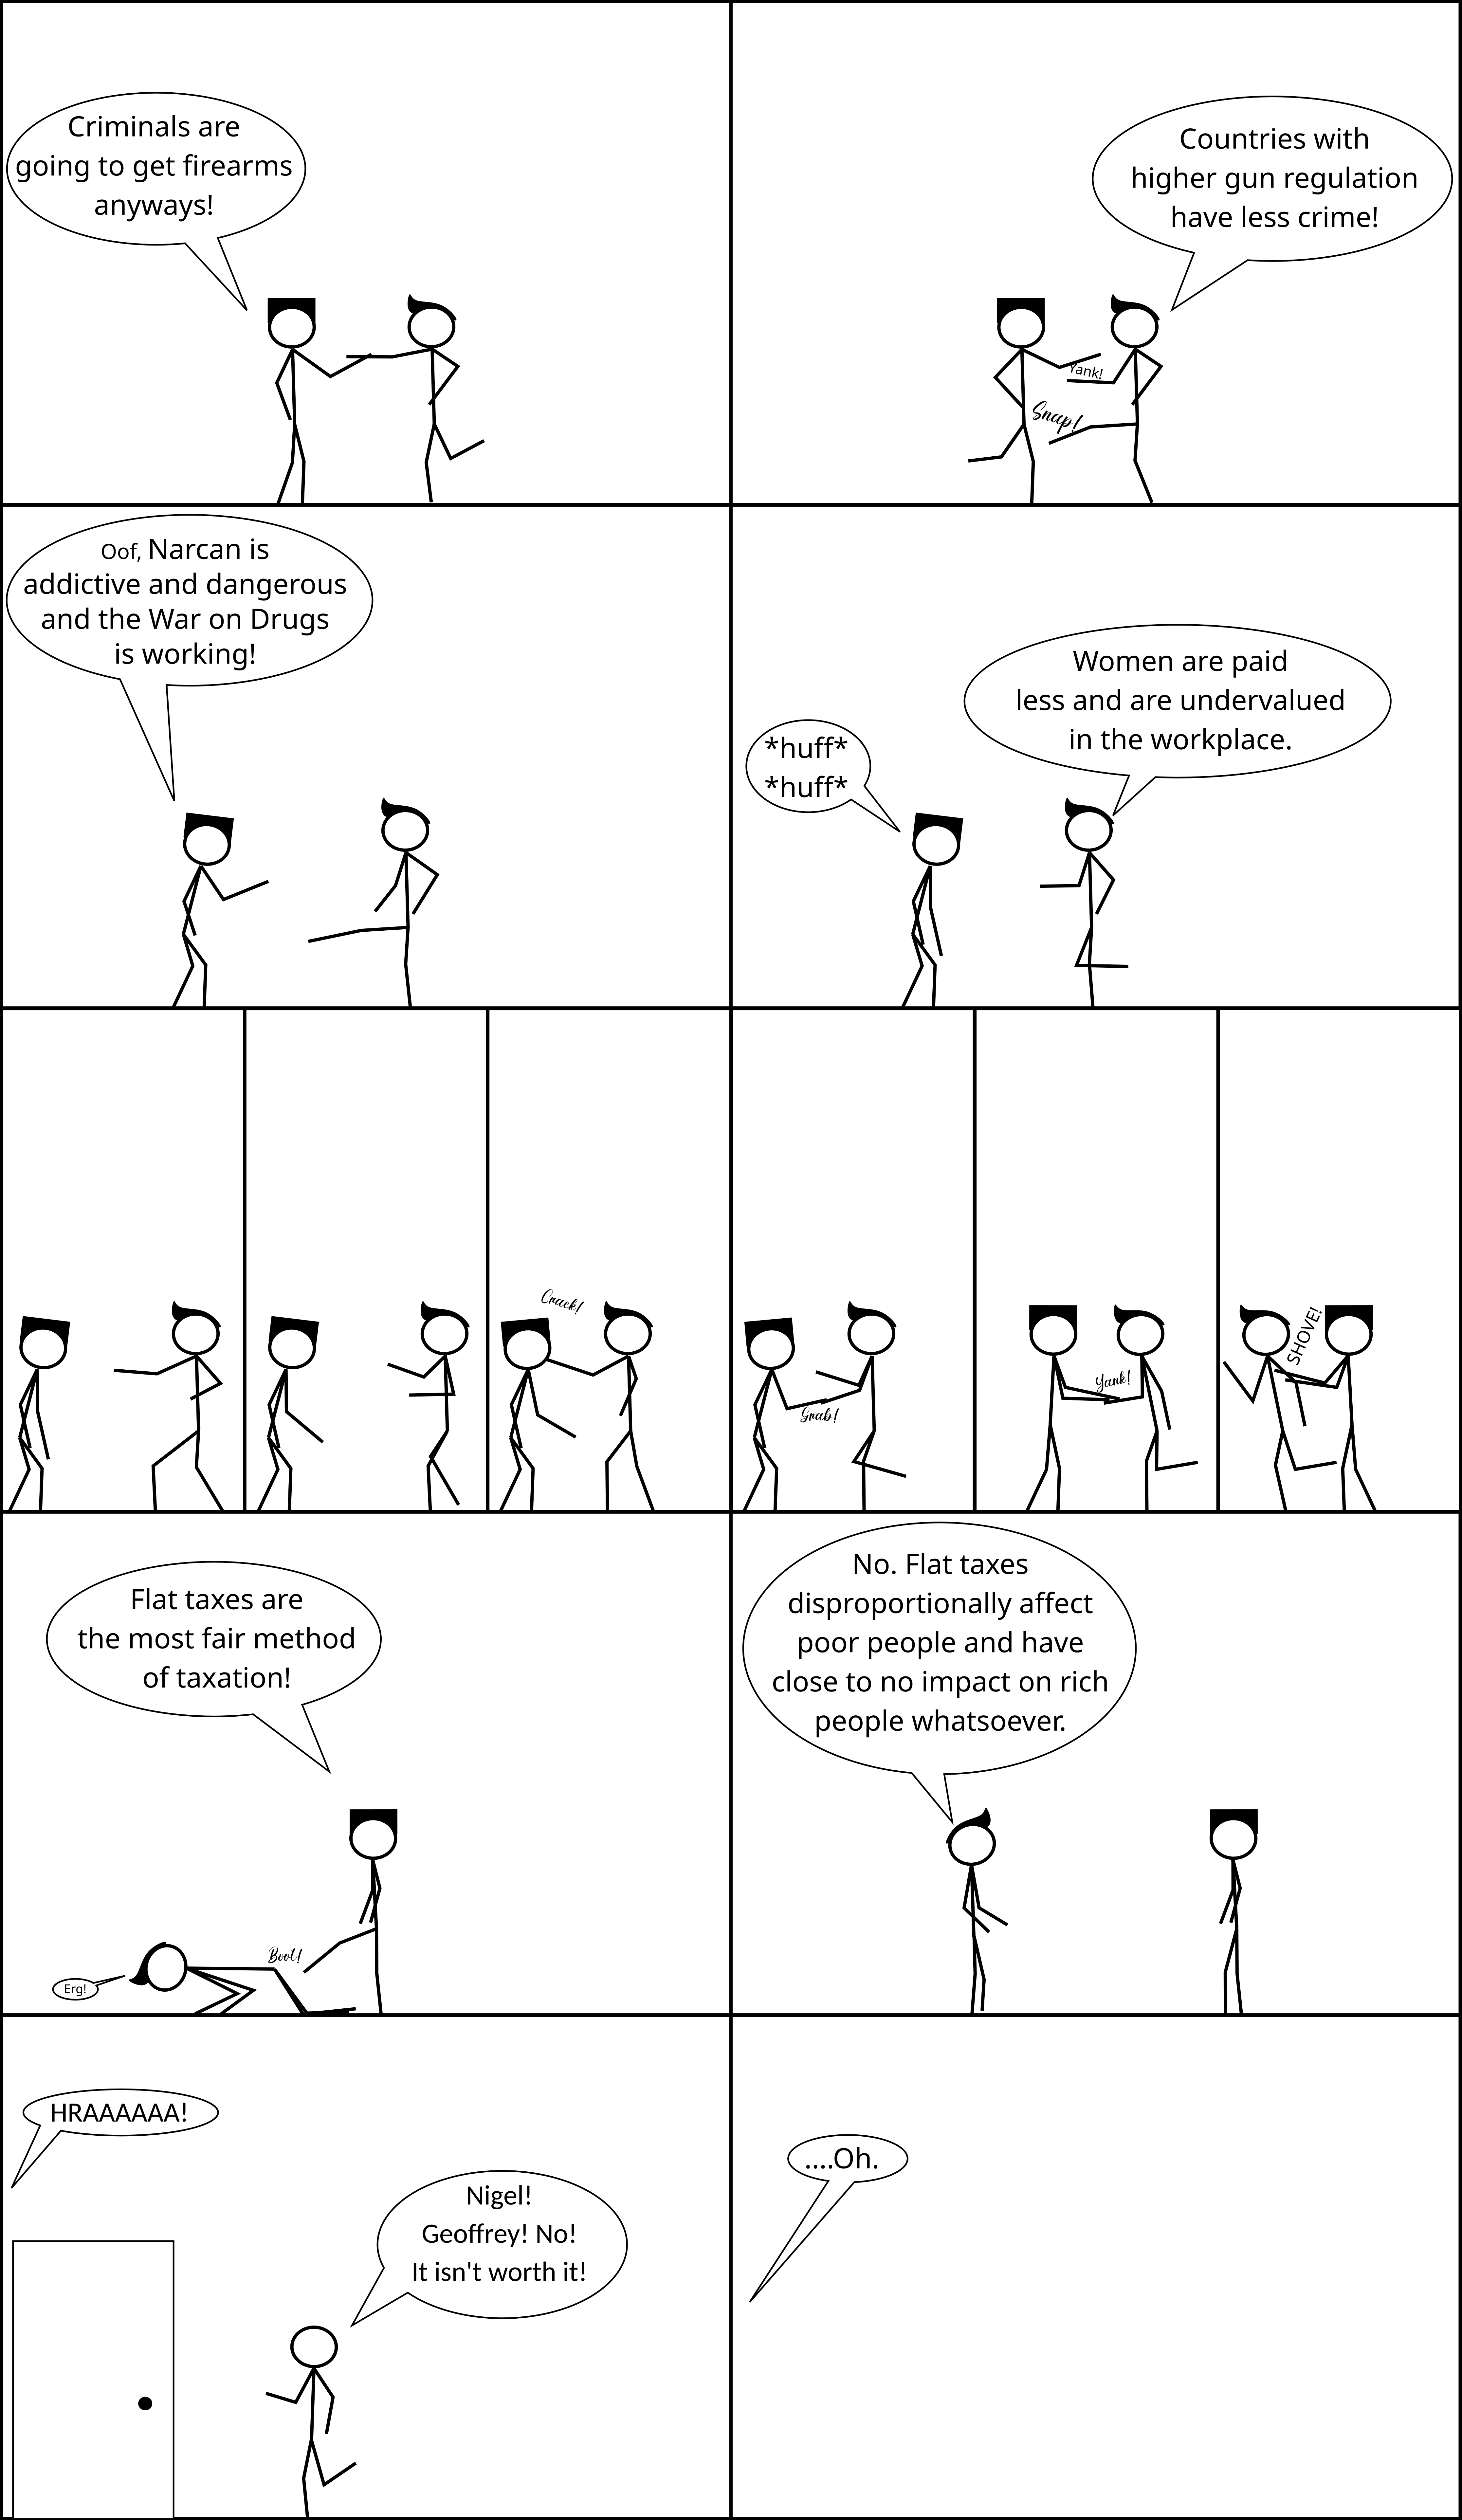 Criminals are
going to get firearms
anyways!
Countries with
higher gun regulation
have less crime!
Yank!
Snap!
Oof, Narcan is
addictive and dangerous
and the War on Drugs
is working!
Women are paid
less and are undervalued
in the workplace.
*huff*
*huff*
Crack!
Grab!
Yank!
SHOVE!
Flat taxes are
the most fair method
of taxation!
Boot!
Erg!
No. Flat taxes
disproportionally affect
poor people and have
close to no impact on rich
people whatsoever.
HRAAAAAA!
Nigel!
Geoffrey! No!
It isn't worth it!
....Oh.